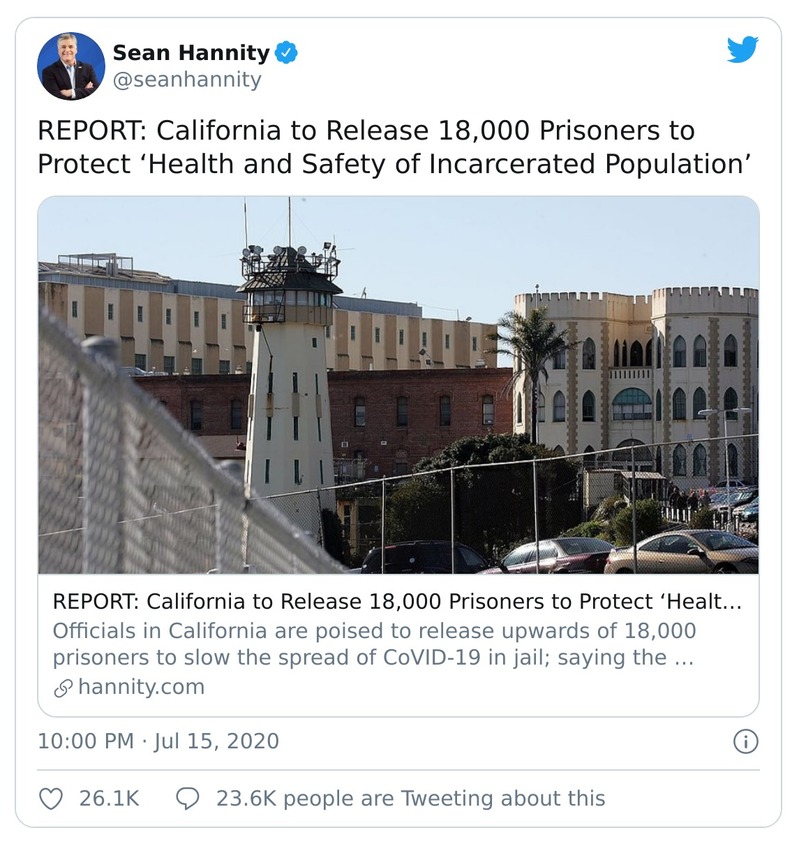 Sean Hannity
@seanhannity
REPORT: California to Release 18,000 Prisoners to
Protect ‘Health and Safety of Incarcerated Population’
REPORT: California to Release 18,000 Prisoners to Protect ‘Healt...
Officials in California are poised to release upwards of 18,000
prisoners to slow the spread of CoVID-19 in jail; saying the ...
hannity.com
10:00 PM · Jul 15, 2020
26.1K 23.6K people are Tweeting about this